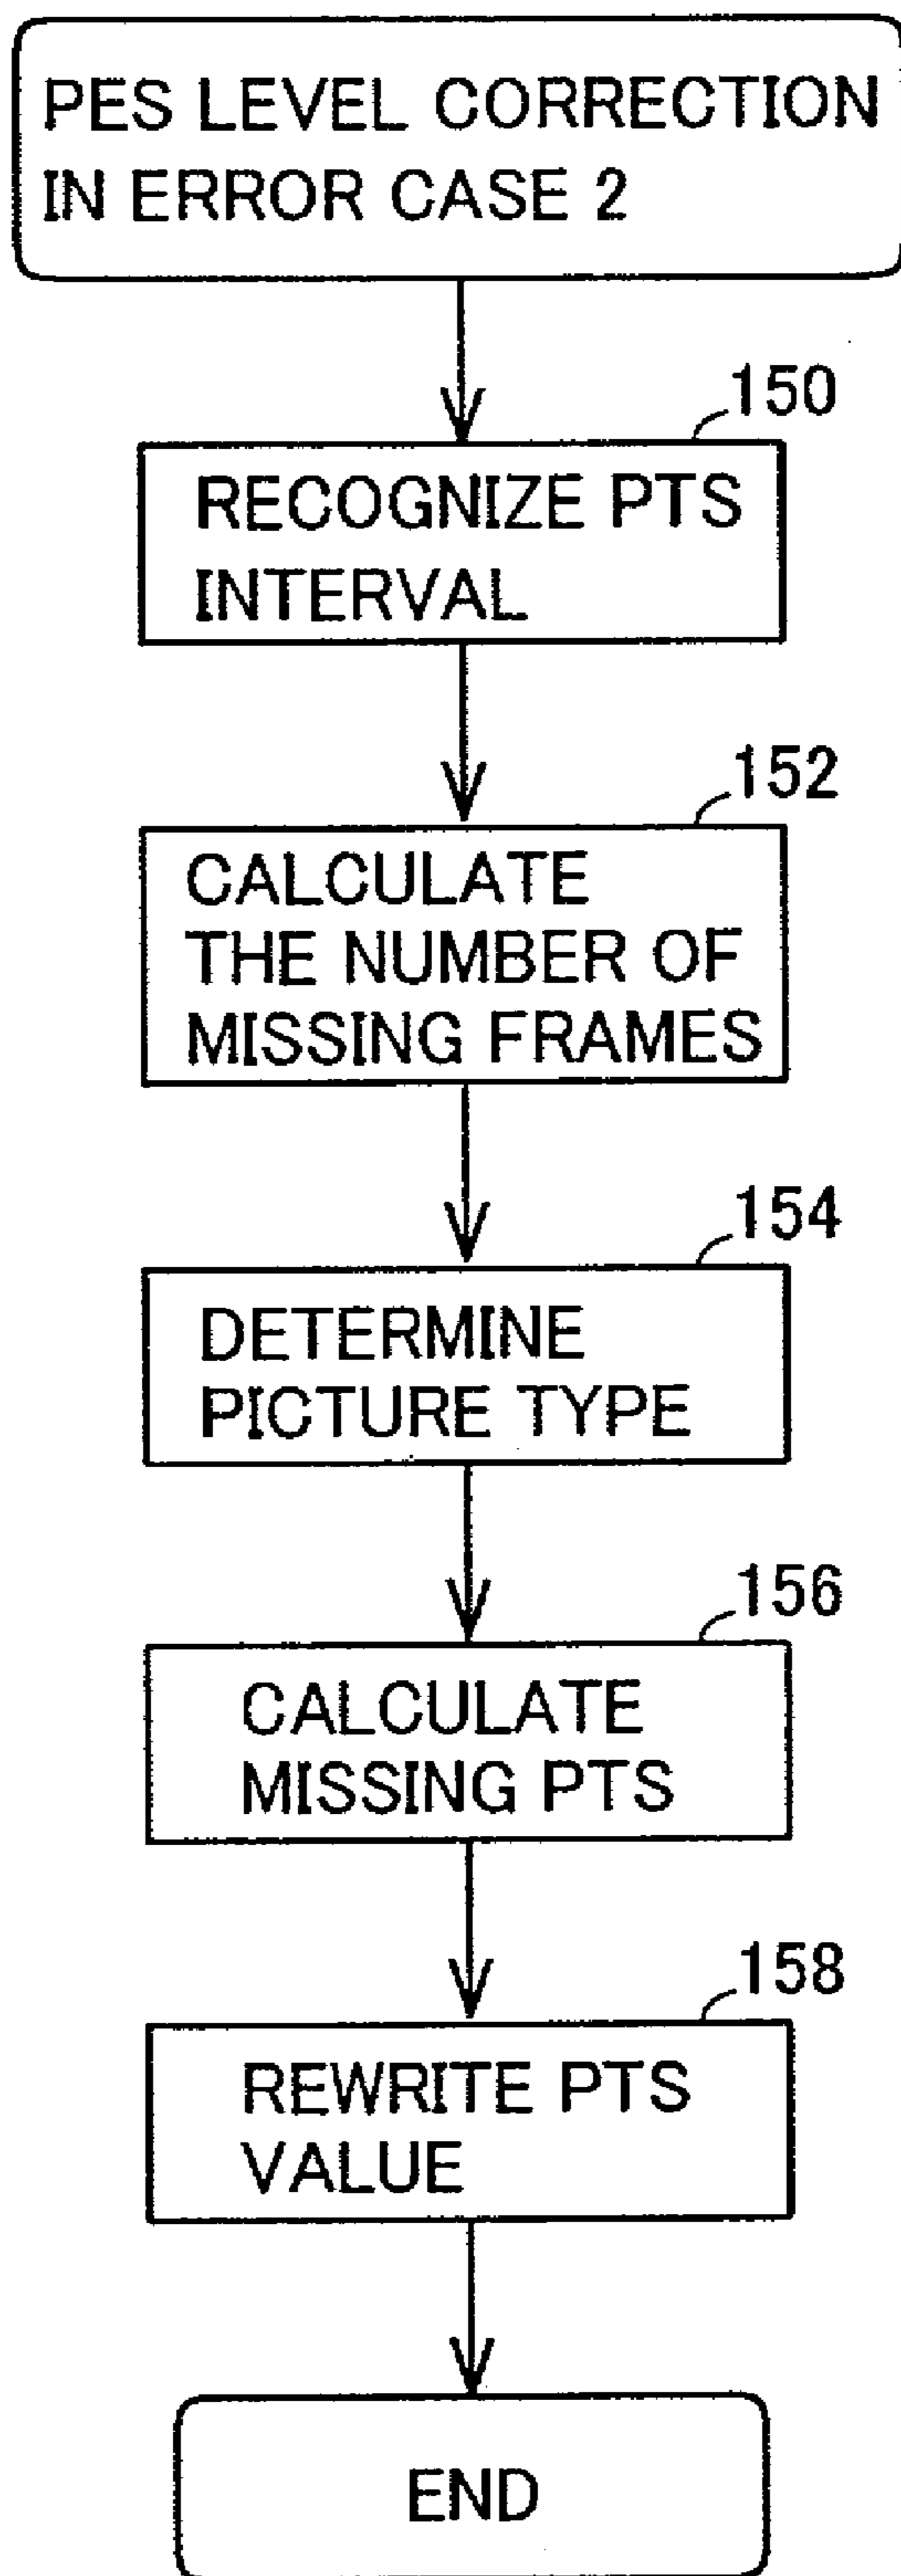 PES LEVEL CORRECTION
IN ERROR CASE 2
150
RECOGNIZE PTS
INTERVAL
152
CALCULATE
THE NUMBER OF
MISSING FRAMES
154
DETERMINE
PICTURE TYPE
156
CALCULATE
MISSING PTS
158
REWRITE PTS
VALUE
END